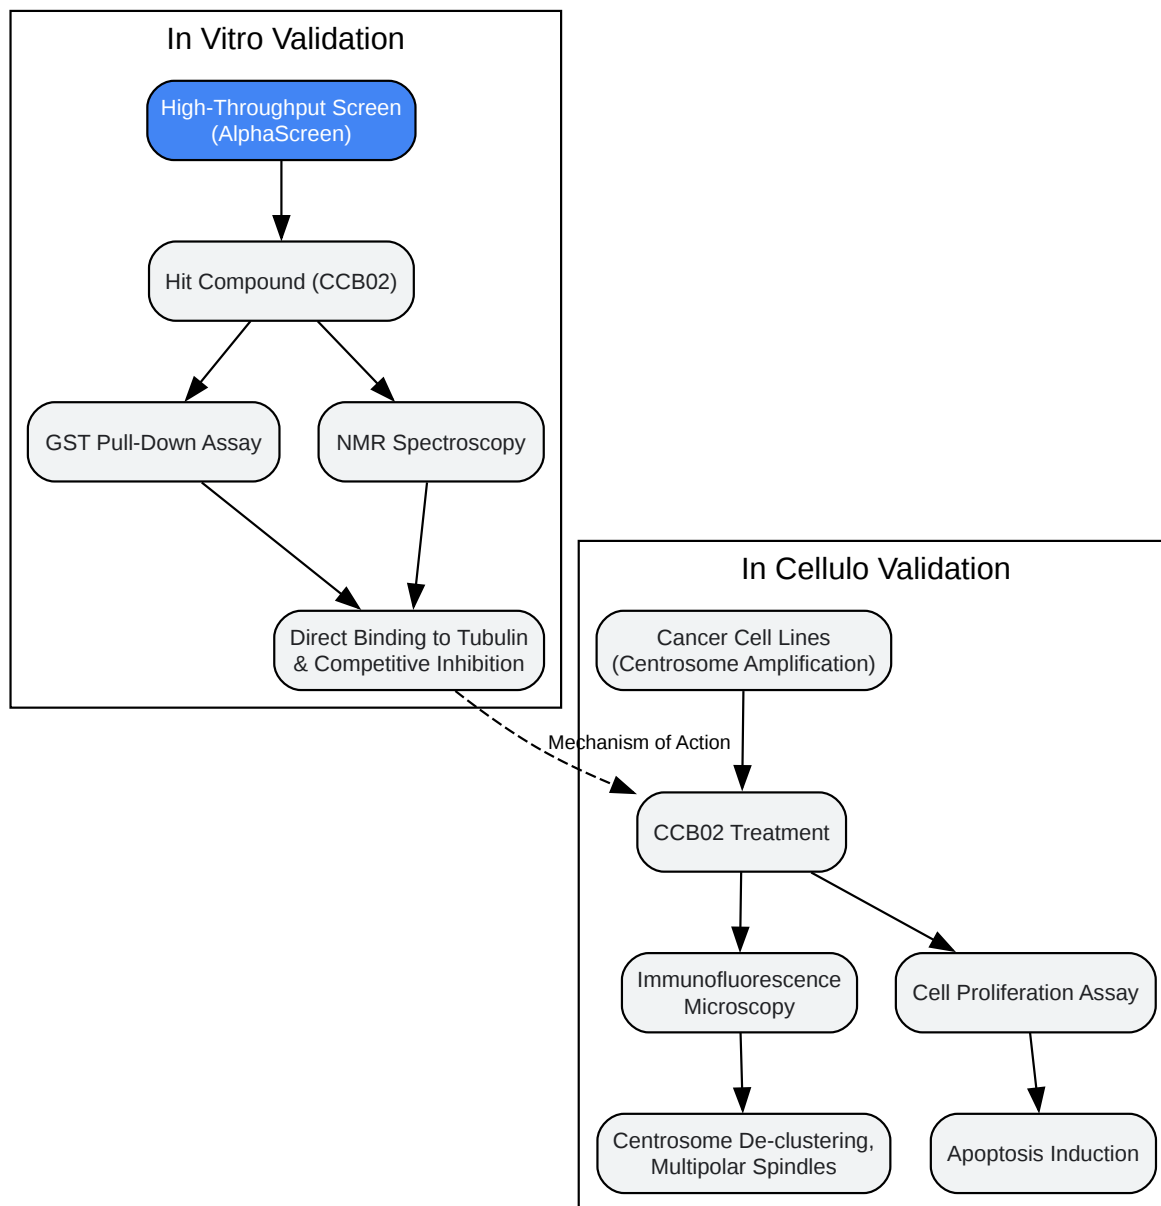 In Vitro Validation
High-Throughput Screen
(AlphaScreen)
Hit Compound (CCB02)
GST Pull-Down Assay
NMR Spectroscopy
Direct Binding to Tubulin
& Competitive Inhibition
Mechanism of Action
In Cellulo Validation
Cancer Cell Lines
(Centrosome Amplification)
CCB02 Treatment
Immunofluorescence
Microscopy
Cell Proliferation Assay
Centrosome De-clustering,
Multipolar Spindles
Apoptosis Induction